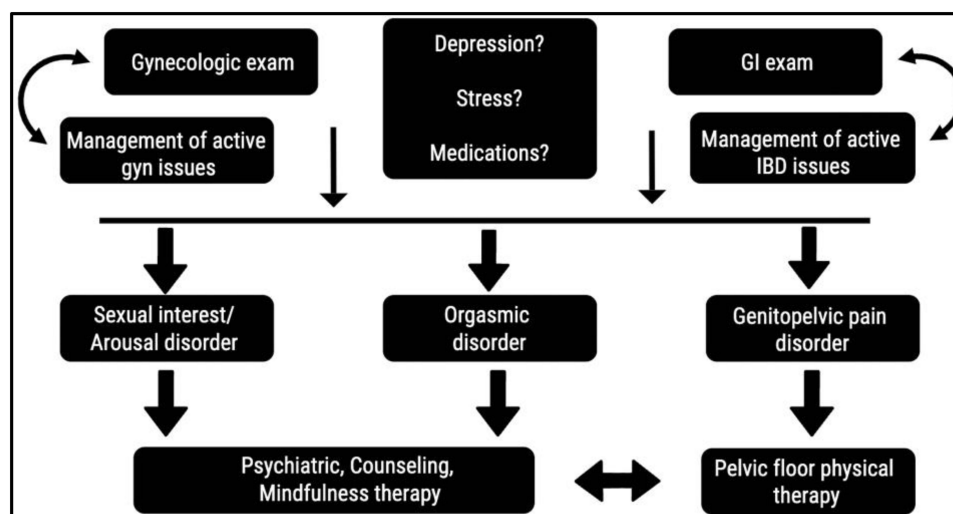 Gynecologic exam
Depression?
Stress?
Medications?
GI exam
Management of active
gyn issues
Management of active
IBD issues
Sexual interest/
Arousal disorder
Orgasmic
disorder
Genitopelvic pain
disorder
Psychiatric, Counseling,
Mindfulness therapy
Pelvic floor physical
therapy